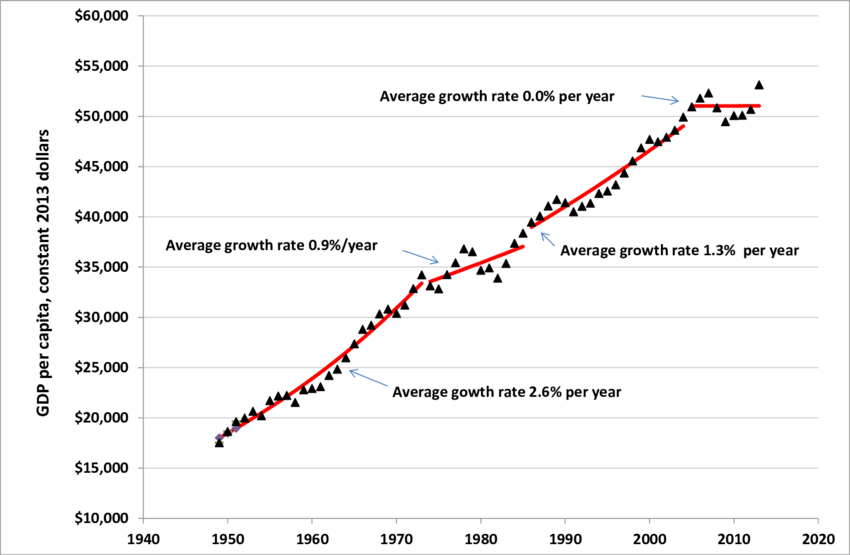 $60,000
$55,000
$50,000
$45,000
$40,000
$35,000
$30,000
$25,000
$20,000
$15,000
$10,000
GDP per capita, constant 2013 dollars
Average growth rate 0.0% per year
Average growth rate 0.9%/year
Average growth rate 1.3% per year
Average gowth rate 2.6% per year
1940 1950 1960 1970 1980 1990 2000 2010 2020